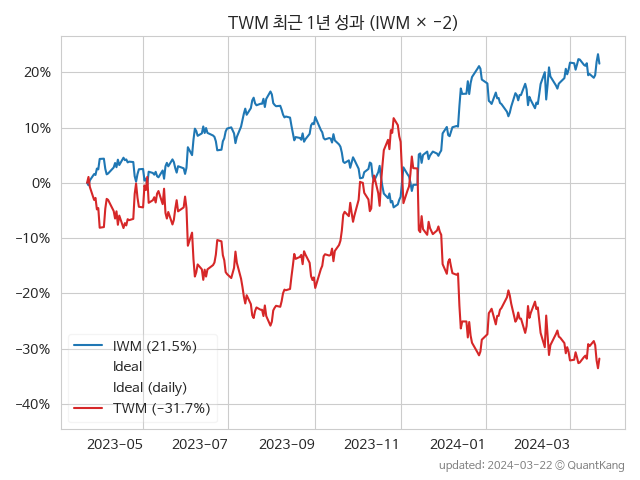 TWM 최근 1년 성과 (IWM × −2)
20%
10%
0%
−10%
−20%
−30%
−40%
IWM (21.5%)
Ideal
Ideal (daily)
TWM (−31.7%)
2023-05
2023-07
2023-09
2023-11
2024-01
2024-03
updated: 2024-03-22 © QuantKang